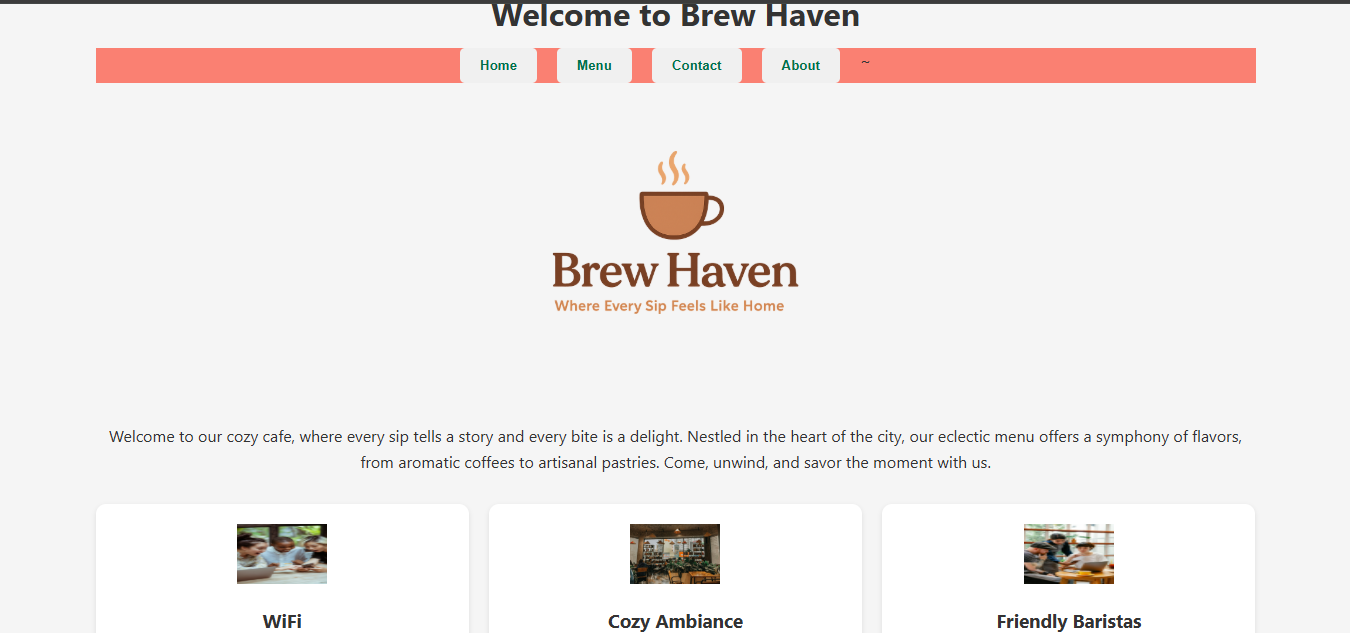 Welcome to Brew Haven
Home Menu Contact About ~
Brew Haven
Where Every Sip Feels Like Home
Welcome to our cozy cafe, where every sip tells a story and every bite is a delight. Nestled in the heart of the city, our eclectic menu offers a symphony of flavors,
from aromatic coffees to artisanal pastries. Come, unwind, and savor the moment with us.
WiFi Cozy Ambiance Friendly Baristas